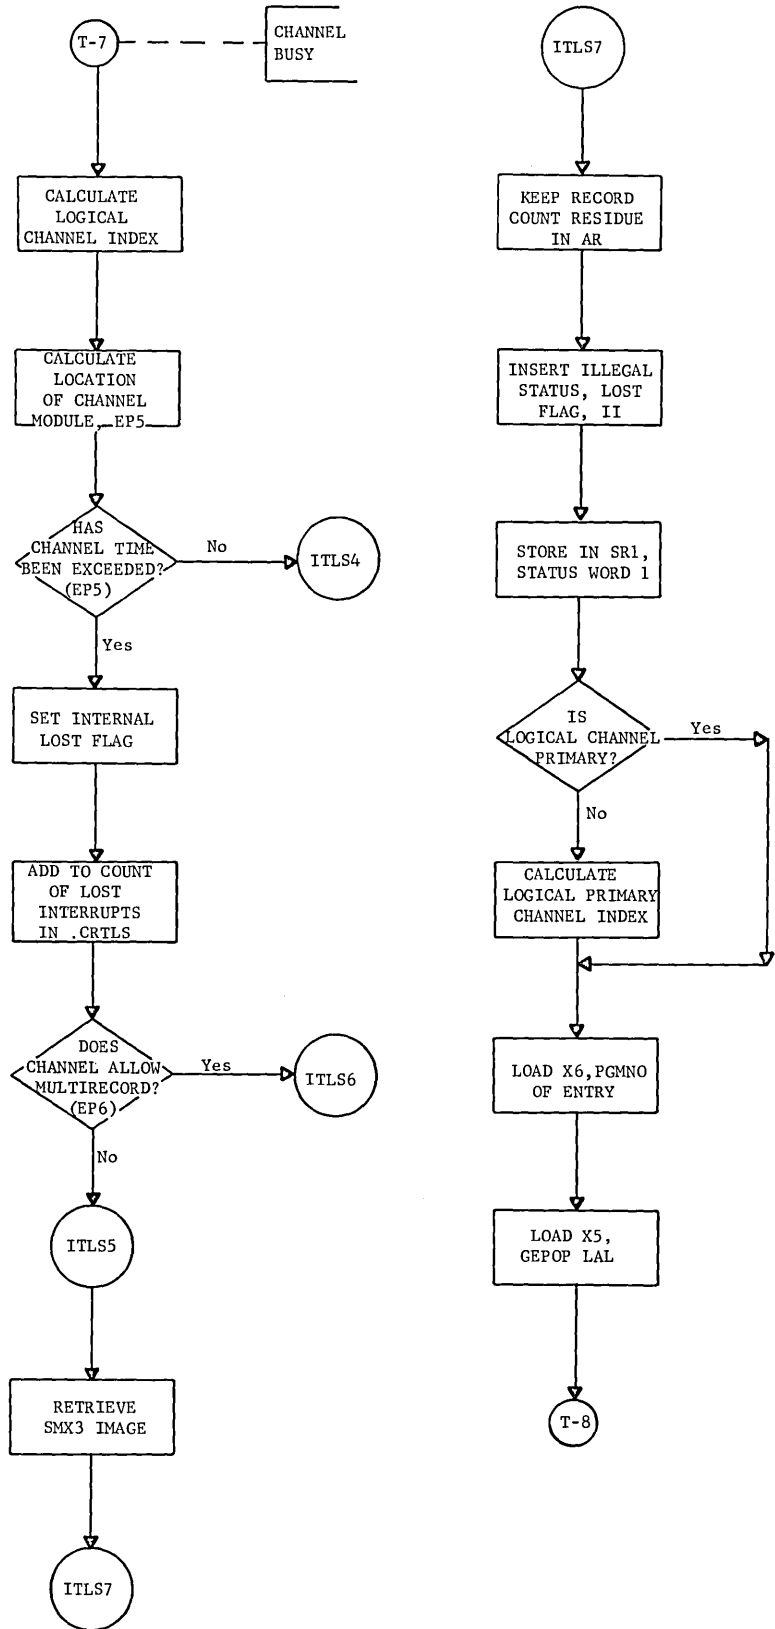 T-7
CHANNEL
BUSY
CALCULATE
LOGICAL
CHANNEL INDEX
CALCULATE
LOCATION
OF CHANNEL
MODULE, EP5
HAS
CHANNEL TIME
BEEN EXCEEDED?
(EP5)
No
ITLS4
Yes
SET INTERNAL
LOST FLAG
ADD TO COUNT
OF LOST
INTERRUPTS
IN .CRTLS
DOES
CHANNEL ALLOW
MULTIRECORD?
(EP6)
Yes
ITLS6
No
ITLS5
RETRIEVE
SMX3 IMAGE
ITLS7
ITLS7
KEEP RECORD
COUNT RESIDUE
IN AR
INSERT ILLEGAL
STATUS, LOST
FLAG, II
STORE IN SR1,
STATUS WORD 1
IS
LOGICAL CHANNEL
PRIMARY?
Yes
No
CALCULATE
LOGICAL PRIMARY
CHANNEL INDEX
LOAD X6,PGMNO
OF ENTRY
LOAD X5,
GEPOP LAL
T-8